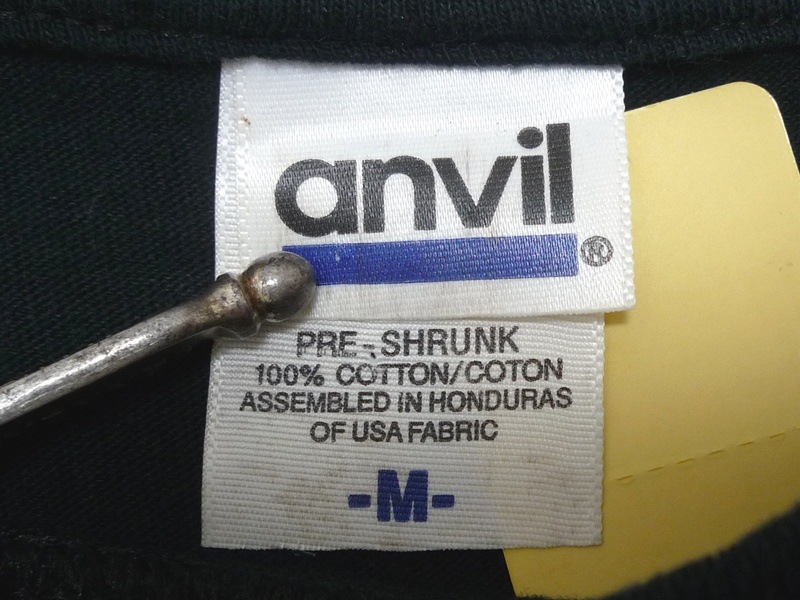 anvil®
PRE-SHRUNK
100% COTTON/COTON
ASSEMBLED IN HONDURAS
OF USA FABRIC
-M-